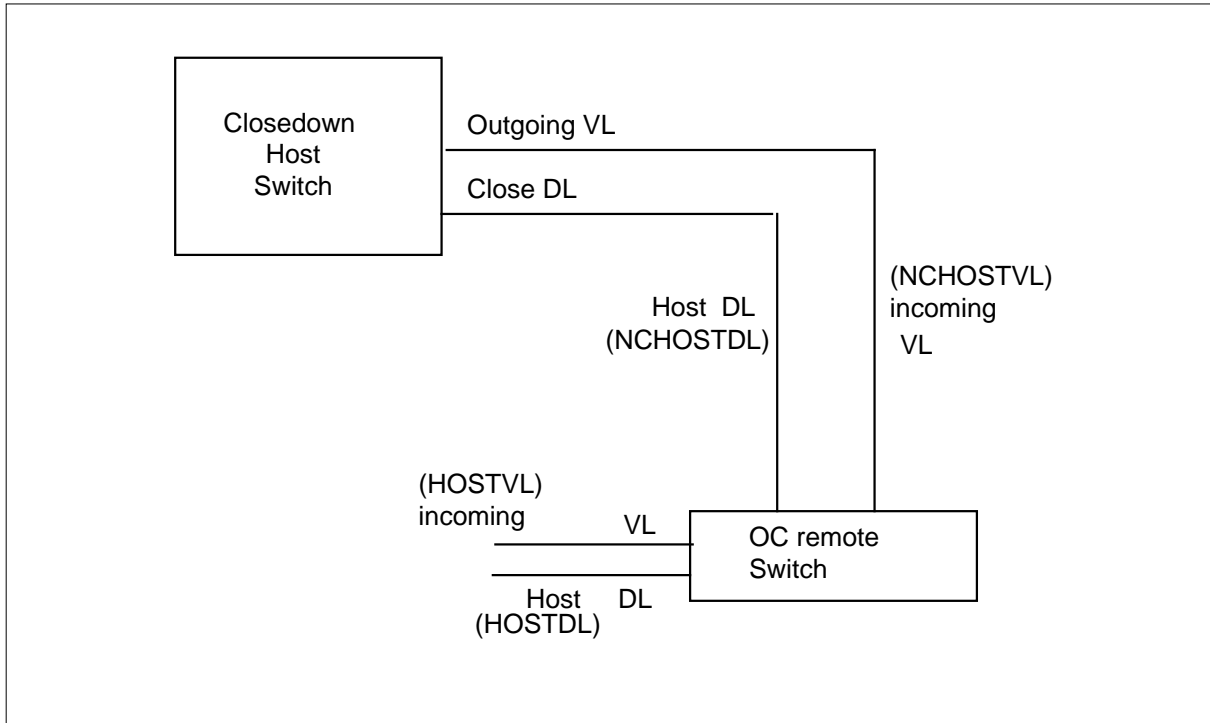 Closedown
Host
Switch
Outgoing VL
Close DL
(NCHOSTVL)
incoming
VL
Host DL
(NCHOSTDL)
(HOSTVL)
incoming
VL
Host DL
(HOSTDL)
OC remote
Switch